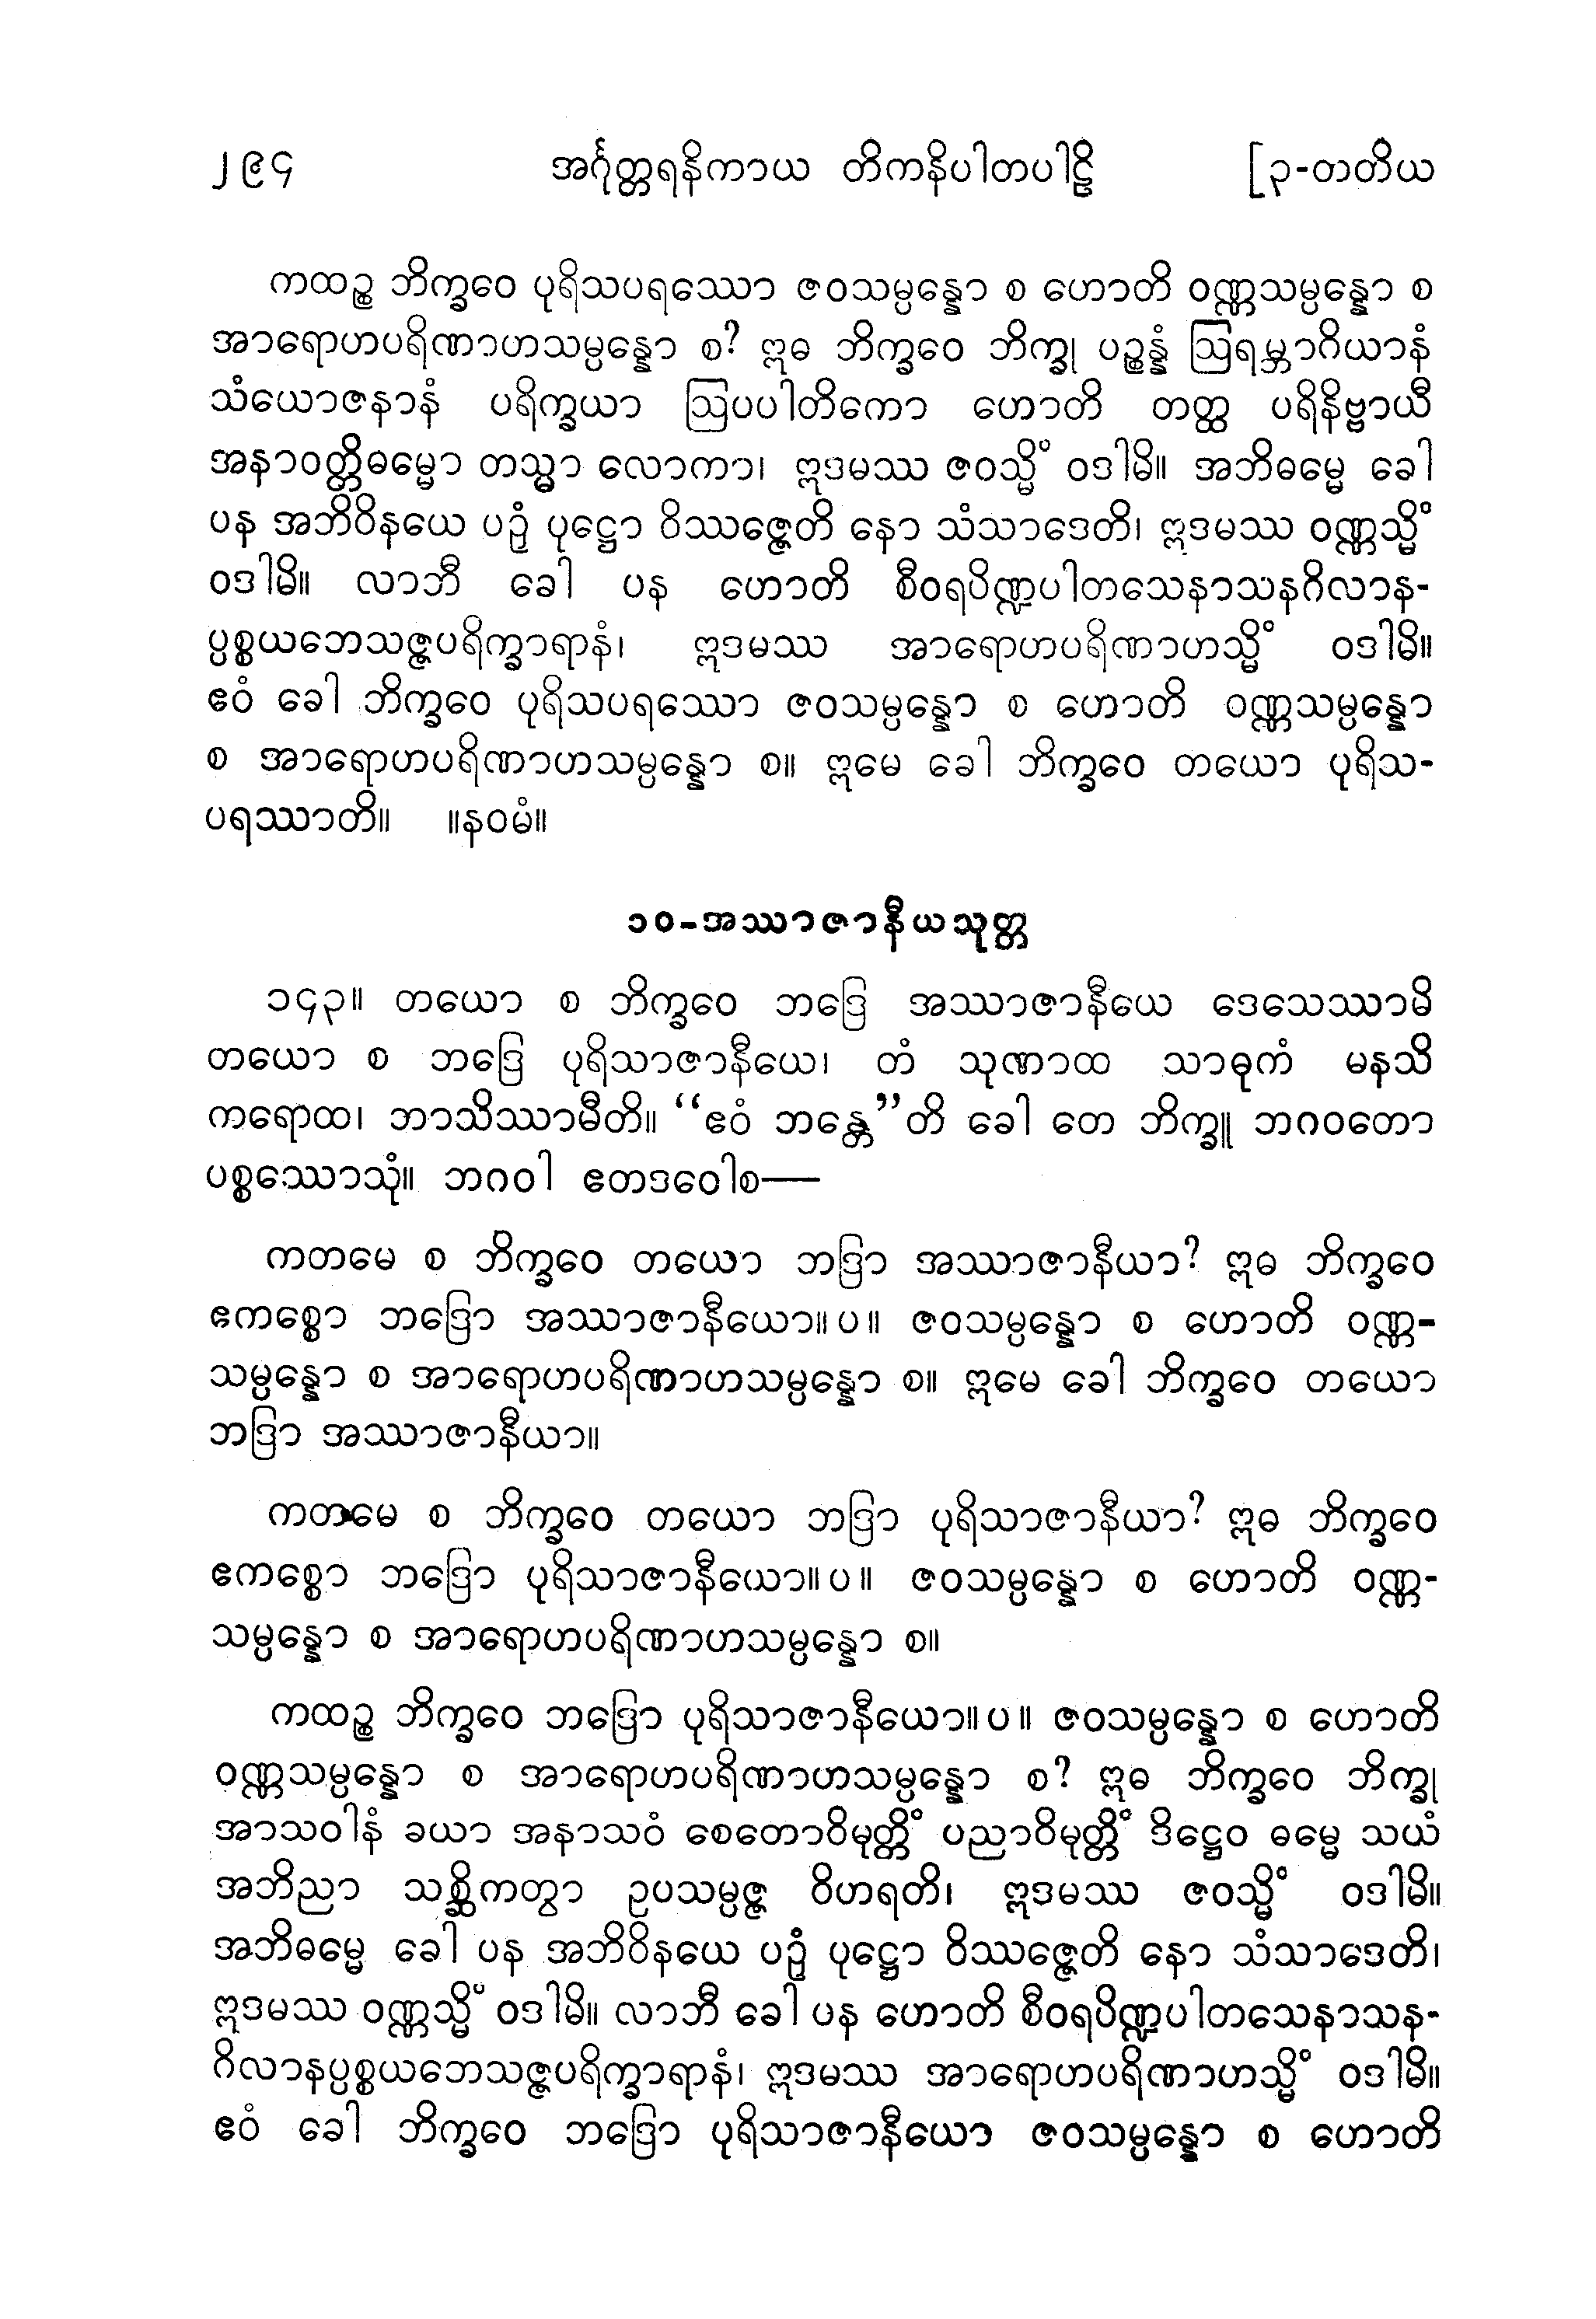 ၂၉၄ အင်္ဂုတ္တရနိကာယ တိကနိပါတပါဠိ [၃-တတိယ
ကထဉ္စ ဘိက္ခဝေ ပုရိသပရဿော ဇဝသမ္ပန္နော စ ဟောတိ ဝဏ္ဏသမ္ပန္နော စ
အာရောဟပရိဏာဟသမ္ပန္နော စ? ဣဓ ဘိက္ခဝေ ဘိက္ခု ပဉ္စန္နံ ဩရမ္ဘာဂိယာနံ
သံယောဇနာနံ ပရိက္ခယာ ဩပပါတိကော ဟောတိ တတ္ထ ပရိနိဗ္ဗာယီ
အနာဝတ္တိဓမ္မော တသ္မာ လောကာ၊ ဣဒမဿ ဇဝသ္မိံ ဝဒါမိ။ အဘိဓမ္မေ ခေါ
ပန အဘိဝိနယေ ပဉှံ ပုဋ္ဌော ဝိဿဇ္ဇေတိ နော သံသာဒေတိ၊ ဣဒမဿ ဝဏ္ဏသ္မိံ
ဝဒါမိ။ လာဘီ ခေါ ပန ဟောတိ စီဝရပိဏ္ဍပါတသေနာသနဂိလာန-
ပ္ပစ္စယဘေသဇ္ဇပရိက္ခာရာနံ၊ ဣဒမဿ အာရောဟပရိဏာဟသ္မိံ ဝဒါမိ။
ဧဝံ ခေါ ဘိက္ခဝေ ပုရိသပရဿော ဇဝသမ္ပန္နော စ ဟောတိ ဝဏ္ဏသမ္ပန္နော
စ အာရောဟပရိဏာဟသမ္ပန္နော စ။ ဣမေ ခေါ ဘိက္ခဝေ တယော ပုရိသ-
ပရဿာတိ။ ။နဝမံ။
၁၀-အဿာဇာနီယသုတ္တ
၁၄၃။ တယော စ ဘိက္ခဝေ ဘဒြေ အဿာဇာနီယေ ဒေသေဿာမိ
တယော စ ဘဒြေ ပုရိသာဇာနီယေ၊ တံ သုဏာထ သာဓုကံ မနသိ
ကရောထ၊ ဘာသိဿာမီတိ။ “ဧဝံ ဘန္တေ”တိ ခေါ တေ ဘိက္ခူ ဘဂဝတော
ပစ္စဿောသုံ။ ဘဂဝါ ဧတဒဝေါစ—
ကတမေ စ ဘိက္ခဝေ တယော ဘဒြာ အဿာဇာနီယာ? ဣဓ ဘိက္ခဝေ
ဧကစ္စော ဘဒြော အဿာဇာနီယော။ပ။ ဇဝသမ္ပန္နော စ ဟောတိ ဝဏ္ဏ-
သမ္ပန္နော စ အာရောဟပရိဏာဟသမ္ပန္နော စ။ ဣမေ ခေါ ဘိက္ခဝေ တယော
ဘဒြာ အဿာဇာနီယာ။
ကတမေ စ ဘိက္ခဝေ တယော ဘဒြာ ပုရိသာဇာနီယာ? ဣဓ ဘိက္ခဝေ
ဧကစ္စော ဘဒြော ပုရိသာဇာနီယော။ပ။ ဇဝသမ္ပန္နော စ ဟောတိ ဝဏ္ဏ-
သမ္ပန္နော စ အာရောဟပရိဏာဟသမ္ပန္နော စ။
ကထဉ္စ ဘိက္ခဝေ ဘဒြော ပုရိသာဇာနီယော။ပ။ ဇဝသမ္ပန္နော စ ဟောတိ
ဝဏ္ဏသမ္ပန္နော စ အာရောဟပရိဏာဟသမ္ပန္နော စ? ဣဓ ဘိက္ခဝေ ဘိက္ခု
အာသဝါနံ ခယာ အနာသဝံ စေတောဝိမုတ္တိံ ပညာဝိမုတ္တိံ ဒိဋ္ဌေဝ ဓမ္မေ သယံ
အဘိညာ သစ္ဆိကတွာ ဥပသမ္ပဇ္ဇ ဝိဟရတိ၊ ဣဒမဿ ဇဝသ္မိံ ဝဒါမိ။
အဘိဓမ္မေ ခေါ ပန အဘိဝိနယေ ပဉှံ ပုဋ္ဌော ဝိဿဇ္ဇေတိ နော သံသာဒေတိ၊
ဣဒမဿ ဝဏ္ဏသ္မိံ ဝဒါမိ။ လာဘီ ခေါ ပန ဟောတိ စီဝရပိဏ္ဍပါတသေနာသန-
ဂိလာနပ္ပစ္စယဘေသဇ္ဇပရိက္ခာရာနံ၊ ဣဒမဿ အာရောဟပရိဏာဟသ္မိံ ဝဒါမိ။
ဧဝံ ခေါ ဘိက္ခဝေ ဘဒြော ပုရိသာဇာနီယော ဇဝသမ္ပန္နော စ ဟောတိ